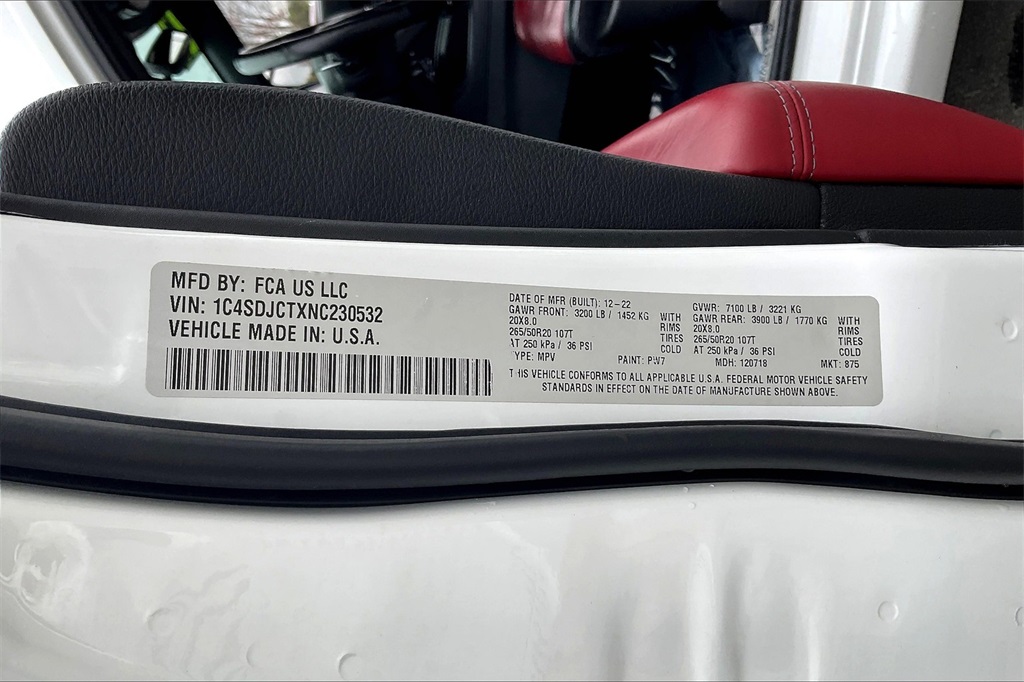 MFD BY: FCA US LLC
VIN: 1C4SDJCTXNC230532
VEHICLE MADE IN: U.S.A.
DATE OF MFR (BUILT): 12-22
GAWR FRONT: 3200 LB / 1452 KG WITH
20X8.0 RIMS
265/50R20 107T TIRES
AT 250 kPa / 36 PSI COLD
TYPE: MPV PAINT: PW7
GVWR: 7100 LB / 3221 KG
GAWR REAR: 3900 LB / 1770 KG WITH
20X8.0 RIMS
265/50R20 107T TIRES
AT 250 kPa / 36 PSI COLD
MDH: 120718 MKT: 875
THIS VEHICLE CONFORMS TO ALL APPLICABLE U.S.A. FEDERAL MOTOR VEHICLE SAFETY
STANDARDS IN EFFECT ON THE DATE OF MANUFACTURE SHOWN ABOVE.